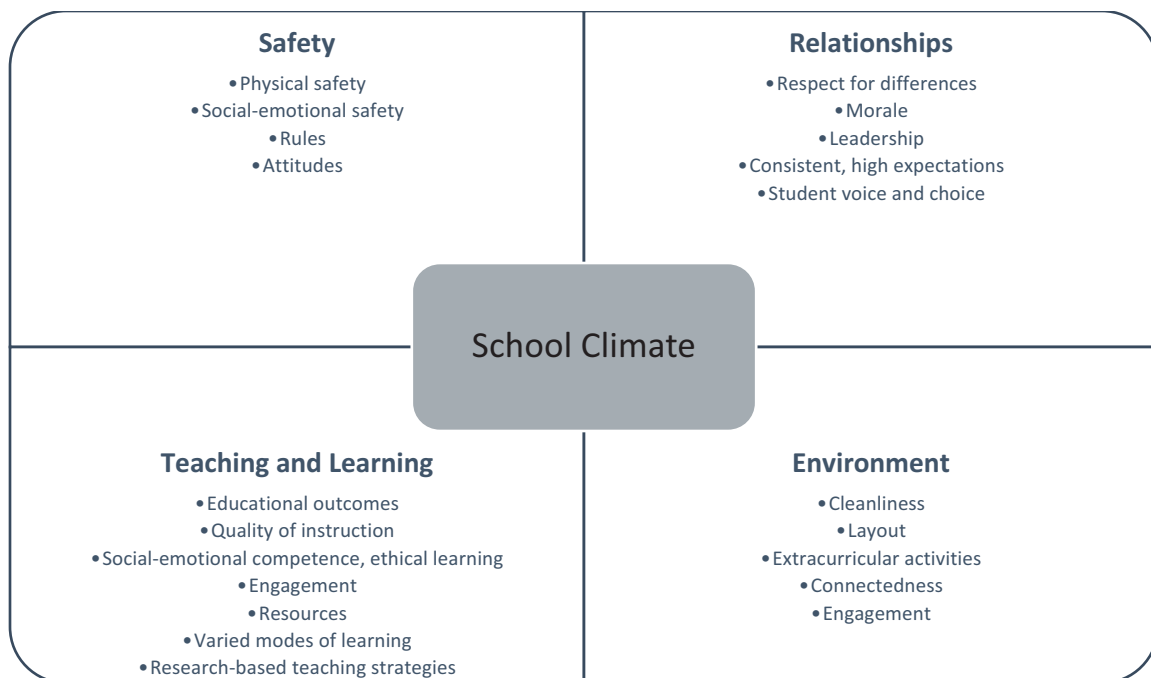 Safety
•Physical safety
•Social-emotional safety
•Rules
•Attitudes
Relationships
•Respect for differences
•Morale
•Leadership
•Consistent, high expectations
•Student voice and choice
School Climate
Teaching and Learning
•Educational outcomes
•Quality of instruction
•Social-emotional competence, ethical learning
•Engagement
•Resources
•Varied modes of learning
•Research-based teaching strategies
Environment
•Cleanliness
•Layout
•Extracurricular activities
•Connectedness
•Engagement